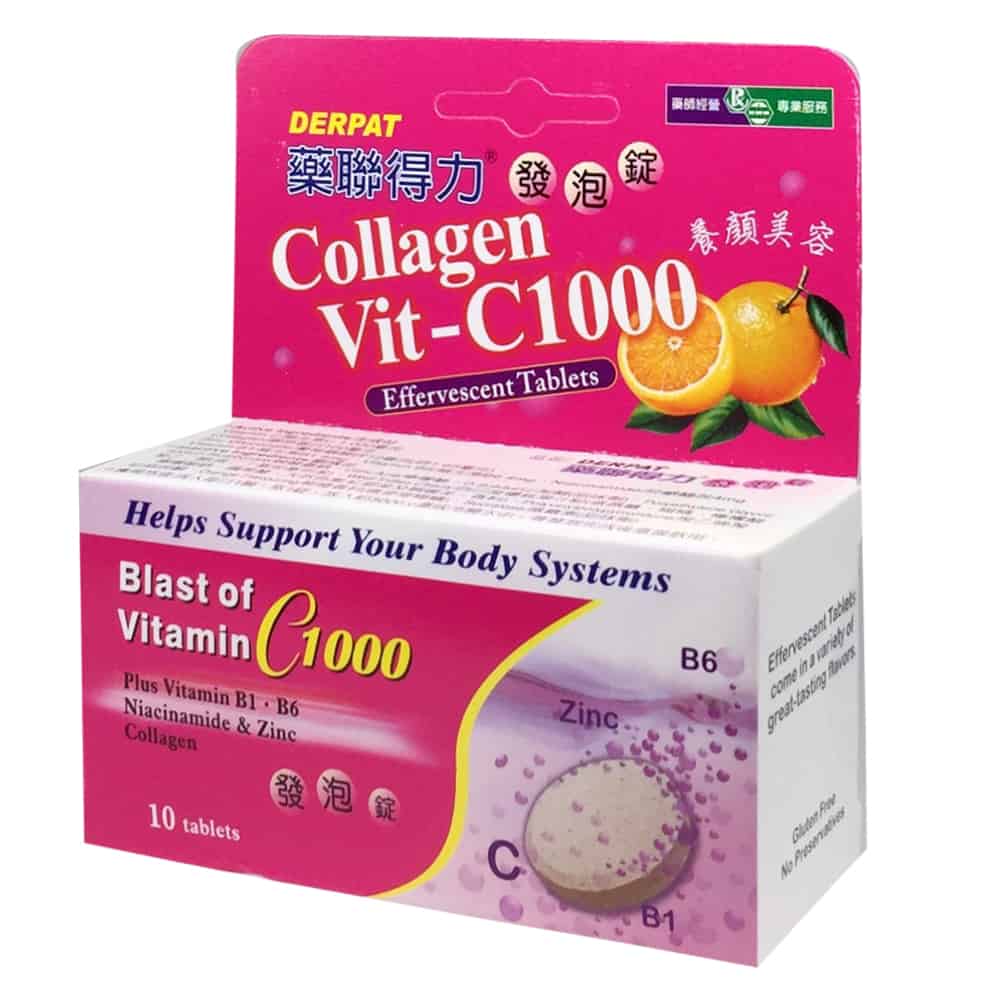 藥師經營 專業服務
DERPAT
藥聯得力® 發泡錠
養顏美容
Collagen
Vit-C1000
Effervescent Tablets
DERPAT
藥聯得力 發泡錠
Helps Support Your Body Systems
Blast of
Vitamin C1000
Plus Vitamin B1 · B6
Niacinamide & Zinc
Collagen
發泡錠
10 tablets
B6
Zinc
C
B1
Effervescent Tablets
come in a variety of
great-tasting flavors.
Gluten Free
No Preservatives